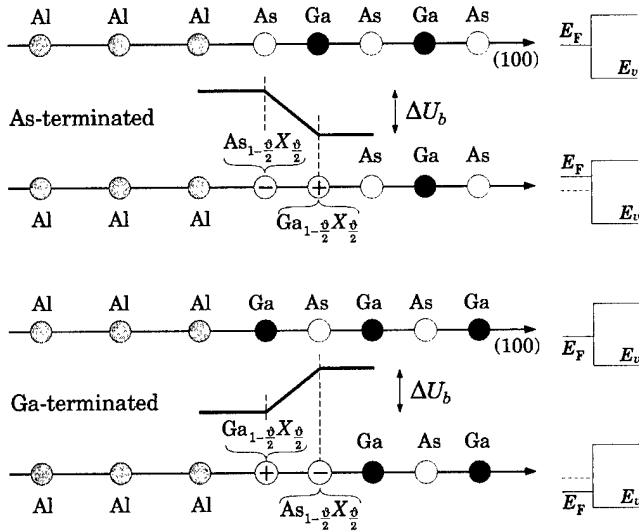 Al Al Al As Ga As Ga As
(100)
E_F
E_v
As-terminated
ΔU_b
As_{1-ϑ/2}X_{ϑ/2}
As Ga As
− +
Al Al Al
Ga_{1-ϑ/2}X_{ϑ/2}
E_F
E_v
Al Al Al Ga As Ga As Ga
(100)
E_F
E_v
Ga-terminated
ΔU_b
Ga_{1-ϑ/2}X_{ϑ/2}
Ga As Ga
+ −
Al Al Al
As_{1-ϑ/2}X_{ϑ/2}
E_F
E_v